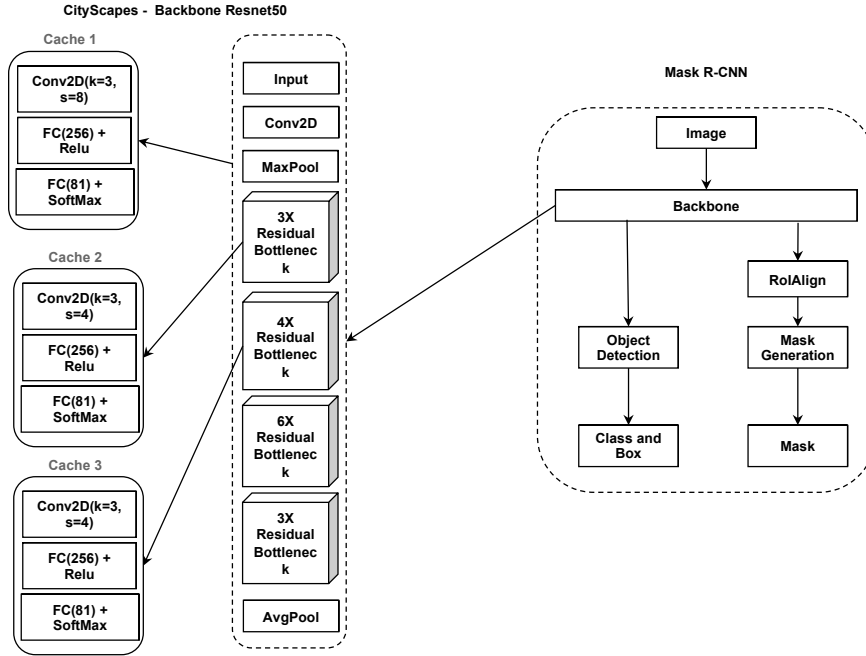 CityScapes -  Backbone Resnet50
Cache 1
Conv2D(k=3,
s=8)
FC(256) +
Relu
FC(81) +
SoftMax
Cache 2
Conv2D(k=3,
s=4)
FC(256) +
Relu
FC(81) +
SoftMax
Cache 3
Conv2D(k=3,
s=4)
FC(256) +
Relu
FC(81) +
SoftMax
Input
Conv2D
MaxPool
3X
Residual
Bottlenec
k
4X
Residual
Bottlenec
k
6X
Residual
Bottlenec
k
3X
Residual
Bottlenec
k
AvgPool
Mask R-CNN
Image
Backbone
RoIAlign
Object
Detection
Mask
Generation
Class and
Box
Mask